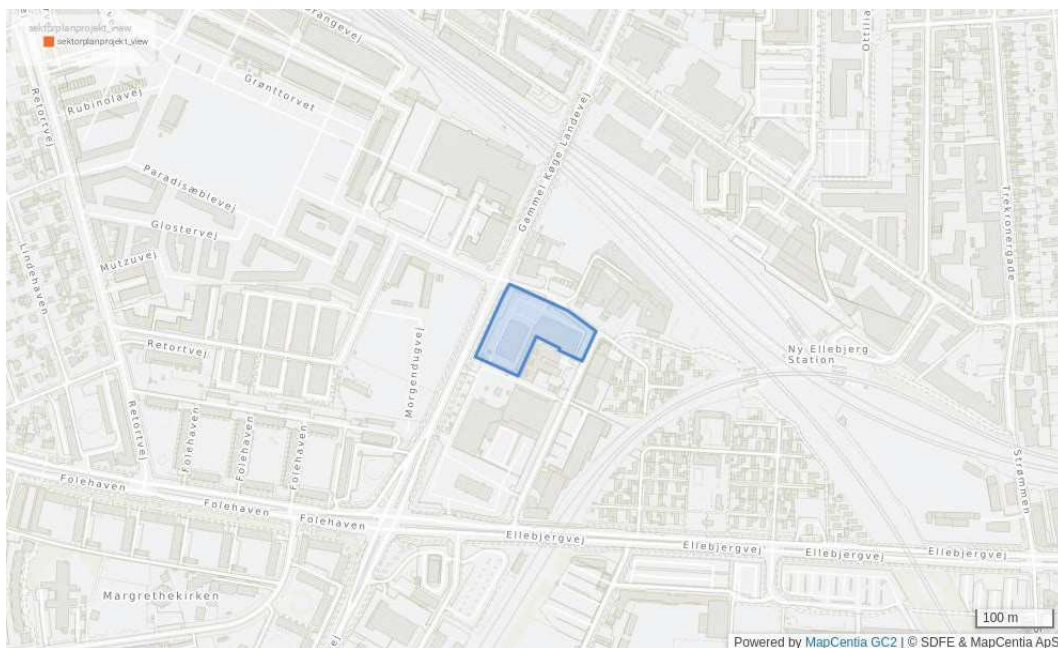 sektorplanprojekt_view
sektorplanprojekt_view
Retortvej
Rubinolavej
Grønttorvet
Paradisæblevej
Glostervej
Mutzuvej
Lindehaven
Retortvej
Retortvej
Gammel Køge Landevej
Morgendugvej
Trekronergade
Ny Ellebjerg
Station
Folehaven
Folehaven
Folehaven
Folehaven
Folehaven
Folehaven
Ellebjergvej
Ellebjergvej
Ellebjergvej
Ellebjergvej
Strømmen
Margrethekirken
100 m
Powered by MapCentia GC2 | © SDFE & MapCentia ApS